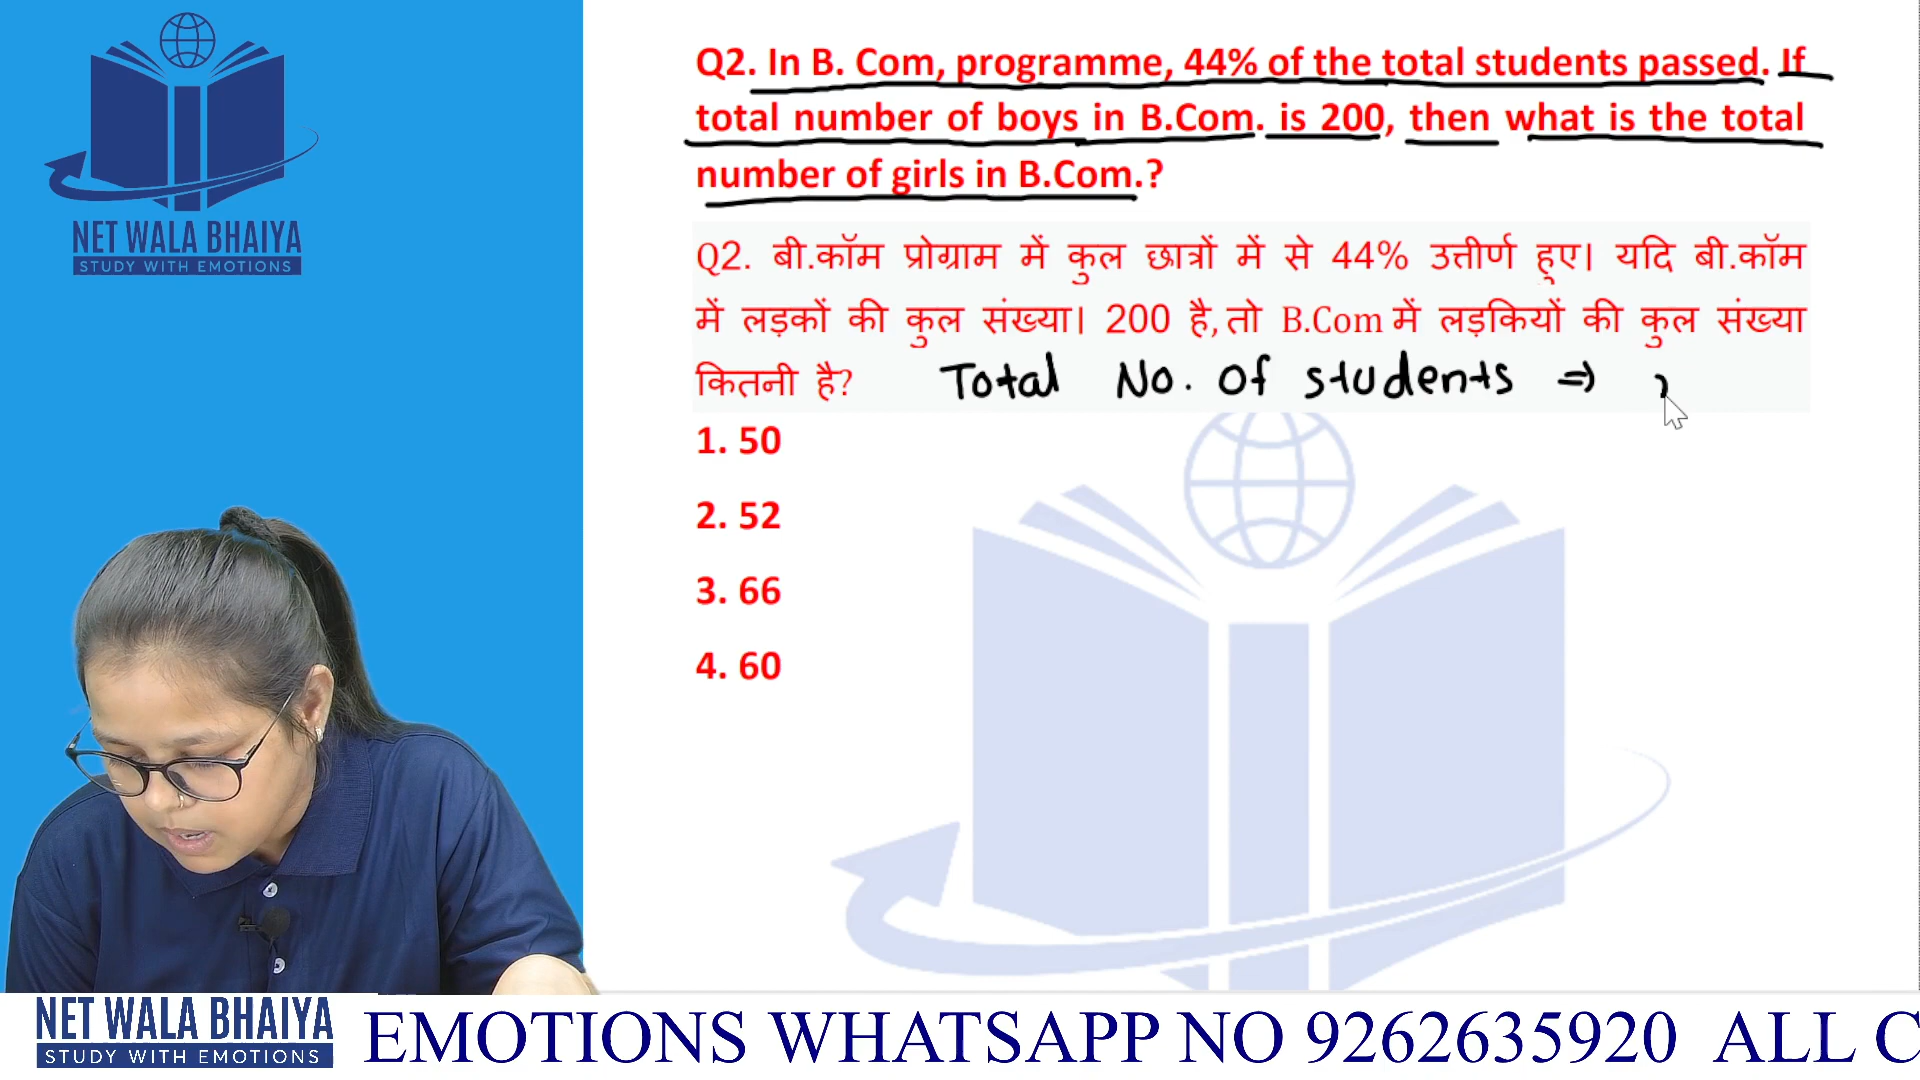 NET WALA BHAIYA
STUDY WITH EMOTIONS
Q2. In B. Com, programme, 44% of the total students passed. If
total number of boys in B.Com. is 200, then what is the total
number of girls in B.Com.?
Q2. बी.कॉम प्रोग्राम में कुल छात्रों में से 44% उत्तीर्ण हुए। यदि बी.कॉम
में लड़कों की कुल संख्या। 200 है, तो B.Com में लड़कियों की कुल संख्या
कितनी है? Total No. Of students ⇒
1. 50
2. 52
3. 66
4. 60
NET WALA BHAIYA
STUDY WITH EMOTIONS
EMOTIONS WHATSAPP NO 9262635920 ALL C